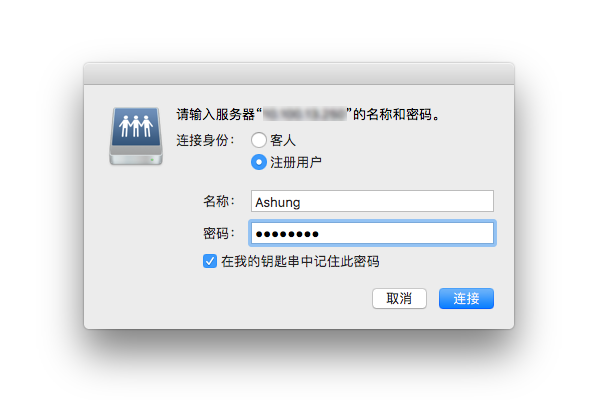 请输入服务器“ ”的名称和密码。
连接身份： 客人
注册用户
名称： Ashung
密码： ●●●●●●●●
在我的钥匙串中记住此密码
取消 连接